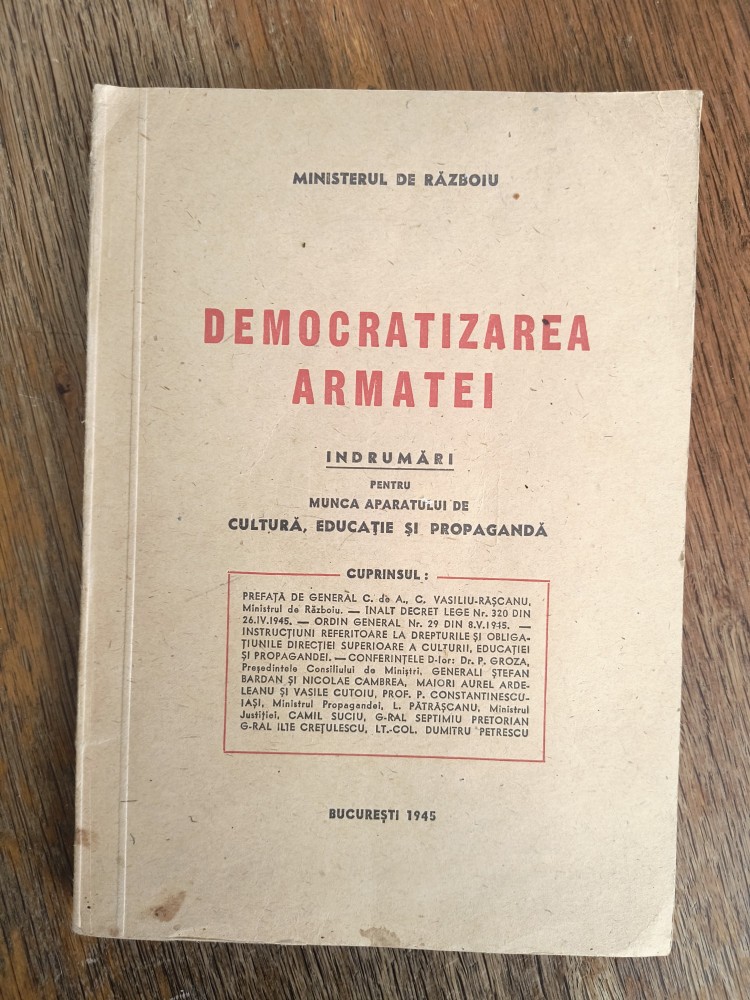 MINISTERUL DE RĂZBOIU
DEMOCRATIZAREA
ARMATEI
INDRUMĂRI
PENTRU
MUNCA APARATULUI DE
CULTURĂ, EDUCAȚIE ȘI PROPAGANDĂ
CUPRINSUL :
PREFAȚĂ DE GENERAL C. de A., C. VASILIU-RĂȘCANU,
Ministrul de Războiu. — INALT DECRET LEGE Nr. 320 DIN
26.IV.1945. — ORDIN GENERAL Nr. 29 DIN 8.V.1945. —
INSTRUCȚIUNI REFERITOARE LA DREPTURILE ȘI OBLIGA-
ȚIUNILE DIRECȚIEI SUPERIOARE A CULTURII, EDUCAȚIEI
ȘI PROPAGANDEI. — CONFERINȚELE D-lor: Dr. P. GROZA,
Președintele Consiliului de Miniștri, GENERALI ȘTEFAN
BARDAN ȘI NICOLAE CAMBREA, MAIORI AUREL ARDE-
LEANU ȘI VASILE CUTOIU, PROF. P. CONSTANTINESCU-
IAȘI, Ministrul Propagandei, L. PĂTRĂȘCANU, Ministrul
Justiției, CAMIL SUCIU, G-RAL SEPTIMIU PRETORIAN
G-RAL ILIE CREȚULESCU, LT.-COL. DUMITRU PETRESCU
BUCUREȘTI 1945